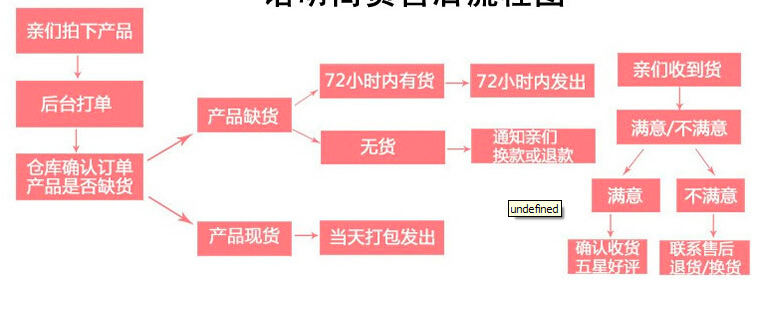 亲们拍下产品
后台打单
仓库确认订单
产品是否缺货
产品缺货
72小时内有货
72小时内发出
无货
通知亲们
换款或退款
产品现货
当天打包发出
亲们收到货
满意/不满意
满意
不满意
确认收货
五星好评
联系售后
退货/换货
undefined